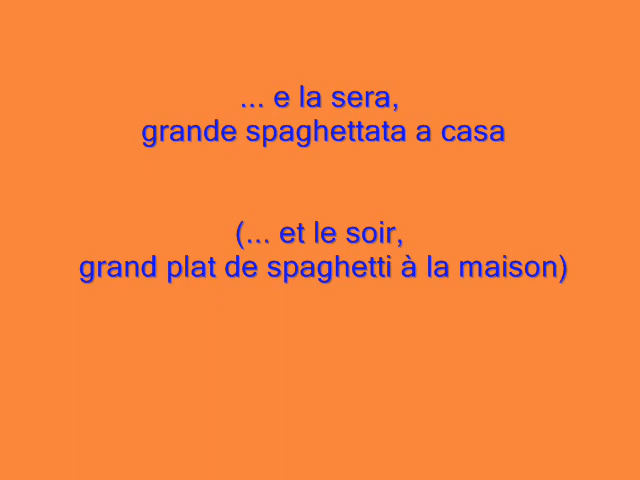 ... e la sera,
grande spaghettata a casa
(... et le soir,
grand plat de spaghetti à la maison)